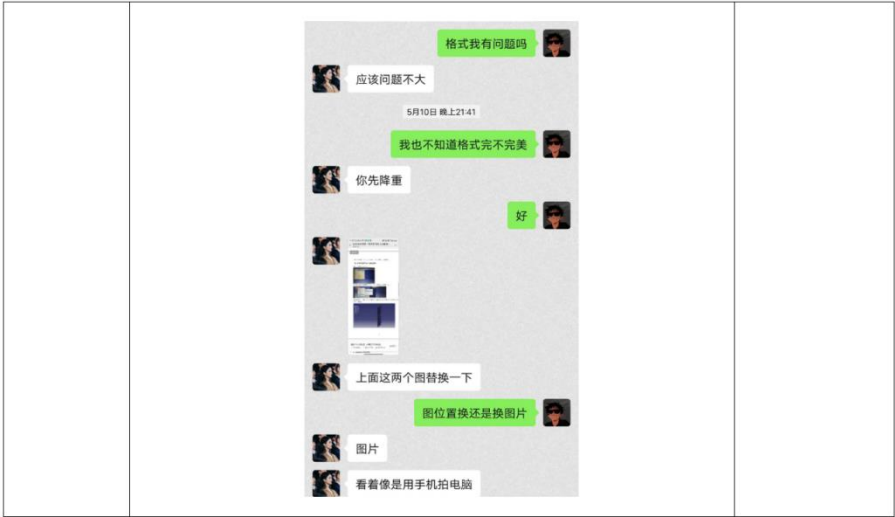 格式我有问题吗
应该问题不大
5月10日 晚上21:41
我也不知道格式完不完美
你先降重
好
上面这两个图替换一下
图位置换还是换图片
图片
看着像是用手机拍电脑